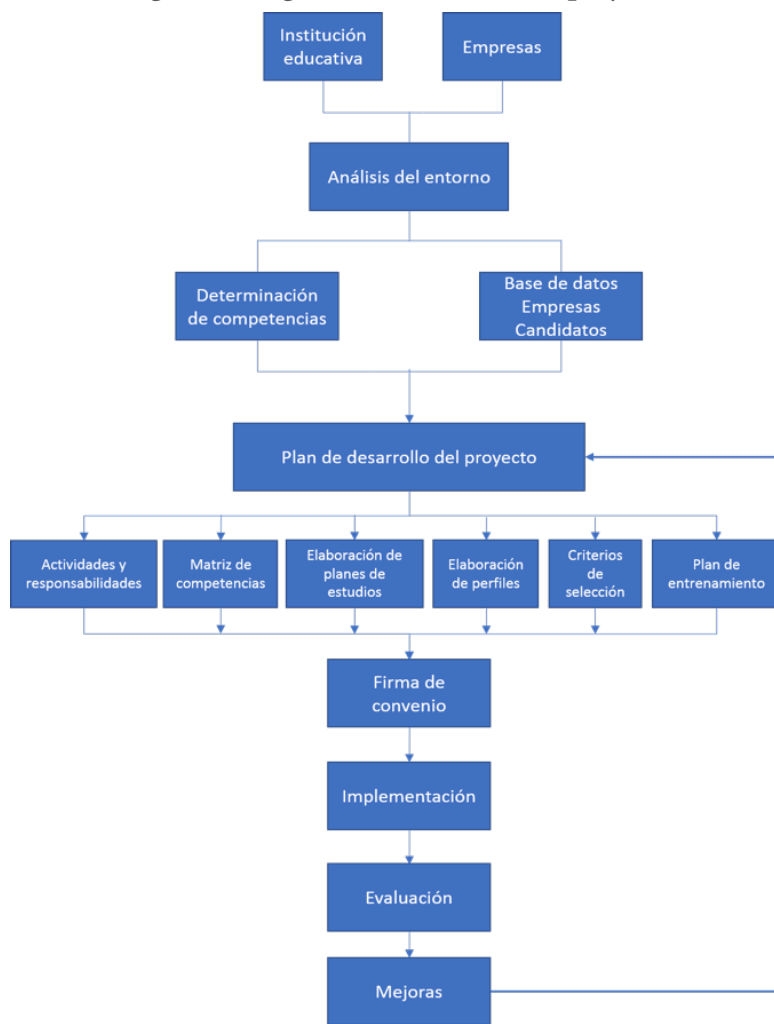 Institución
educativa
Empresas
Análisis del entorno
Determinación
de competencias
Base de datos
Empresas
Candidatos
Plan de desarrollo del proyecto
Actividades y
responsabilidades
Matriz de
competencias
Elaboración de
planes de
estudios
Elaboración
de perfiles
Criterios
de
selección
Plan de
entrenamiento
Firma de
convenio
Implementación
Evaluación
Mejoras